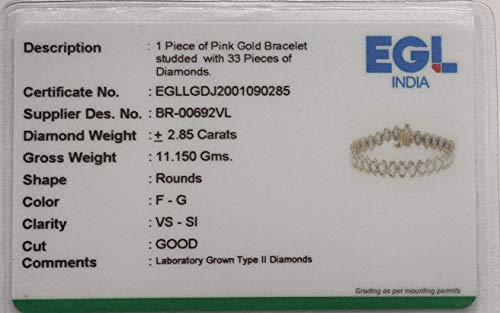 Description : 1 Piece of Pink Gold Bracelet
studded with 33 Pieces of
Diamonds.
EGL
INDIA
Certificate No. : EGLLGDJ2001090285
Supplier Des. : BR-00692VL
Diamond Weight : ± 2.85 Carats
Gross Weight : 11.150 Gms.
Shape : Rounds
Color : F - G
Clarity : VS - SI
Cut : GOOD
Comments : Laboratory Grown Type II Diamonds
Grading as per mounting permits